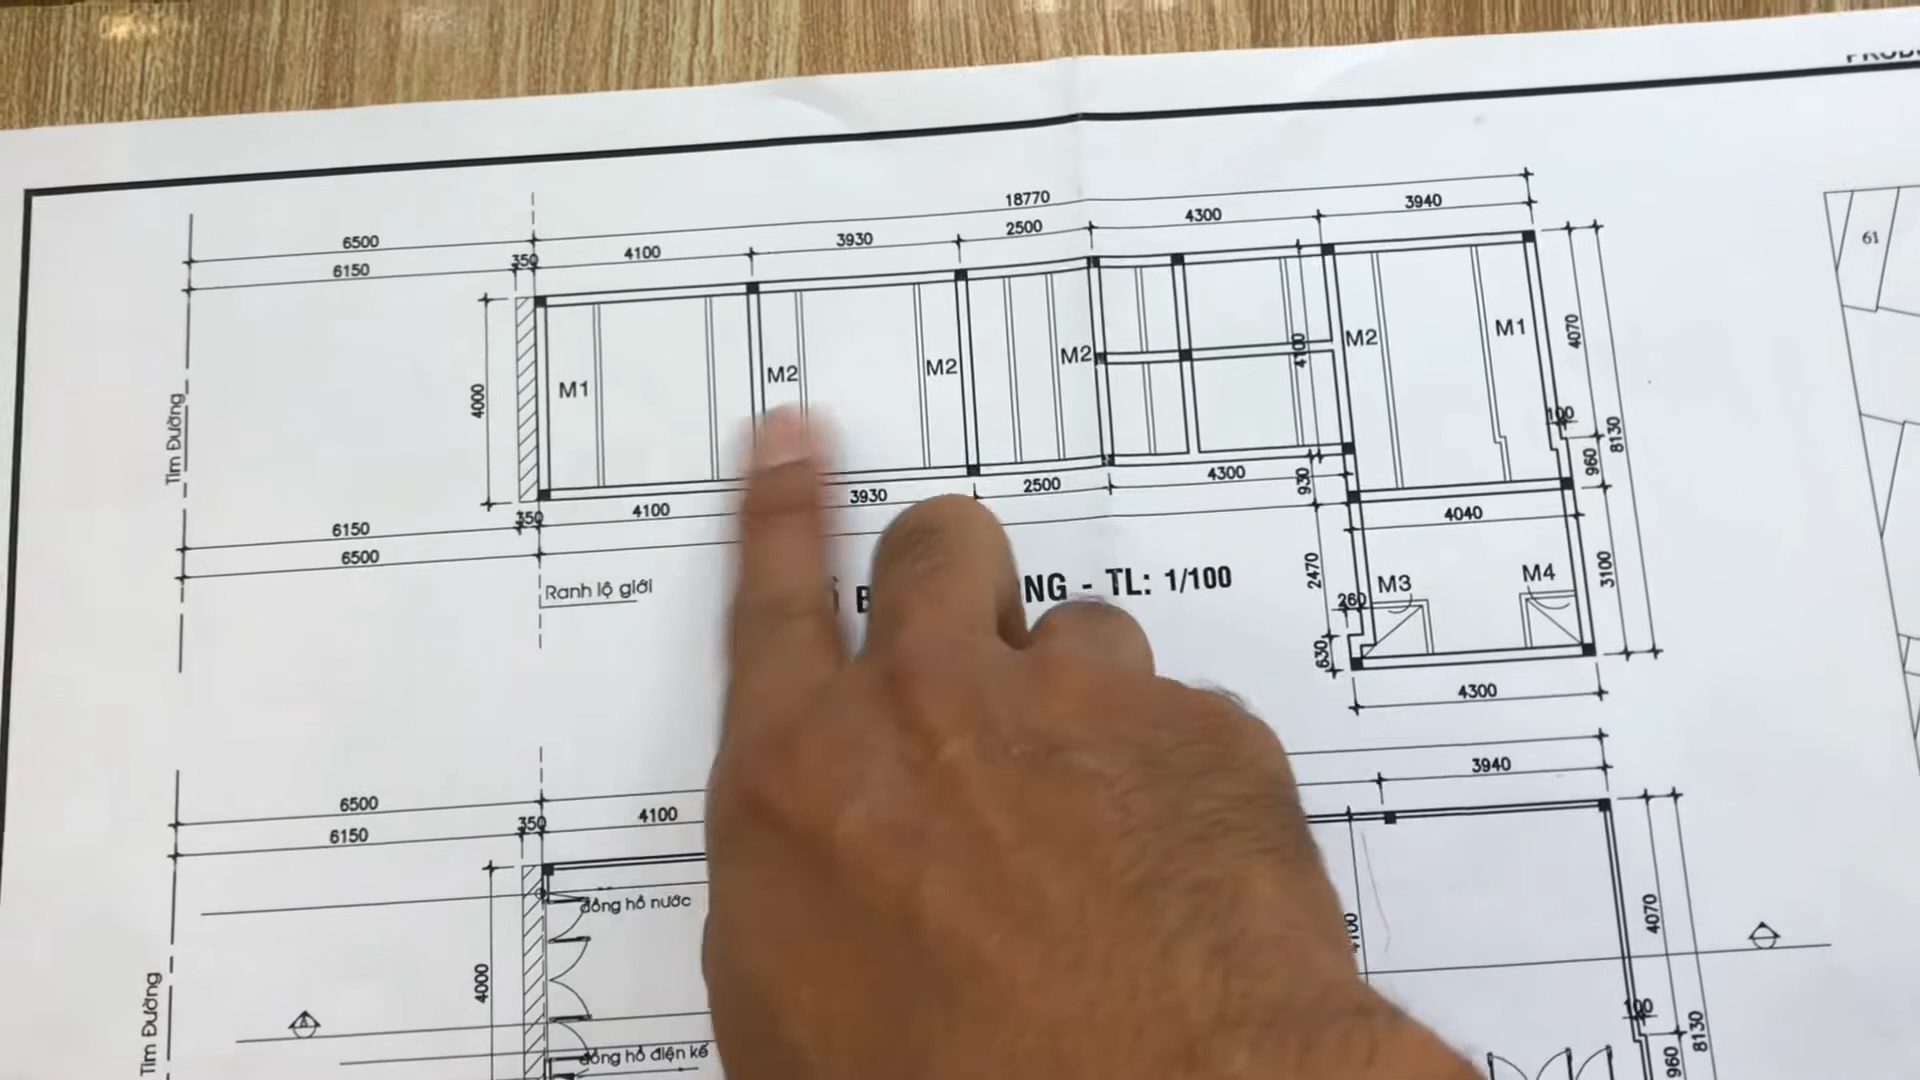 18770
3940
4300
2500
3930
4100
6500
350
6150
61
M1
M2
M2
M2
M2
M1
4000
4100
4070
100
8130
960
Tim Đường
4100
3930
2500
4300
930
350
6150
6500
4040
Ranh lộ giới
NG - TL: 1/100
2470
M3
M4
3100
260
630
4300
3940
6500
350
4100
6150
đồng hồ nước
4070
4000
Tim Đường
A
100
8130
960
đồng hồ điện kế